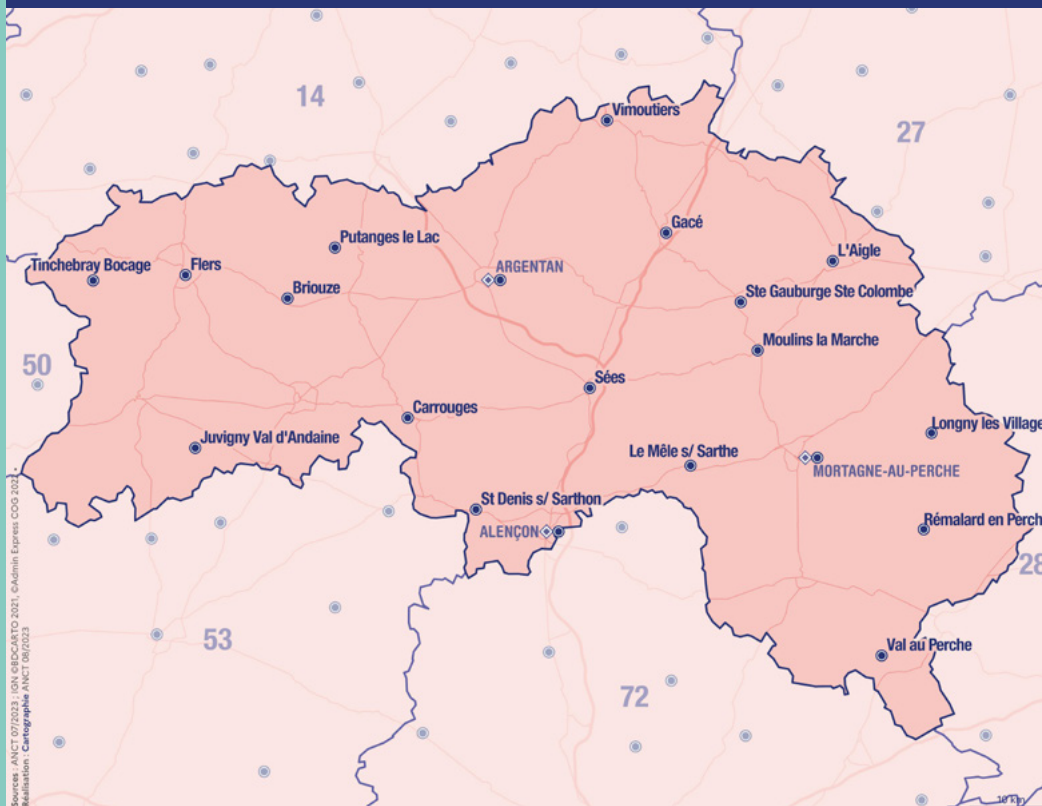 14
27
Vimoutiers
Gacé
Putanges le Lac
L'Aigle
Tinchebray Bocage
Flers
ARGENTAN
Briouze
Ste Gauburge Ste Colombe
Moulins la Marche
50
Sées
Carrouges
Longny les Village
Juvigny Val d'Andaine
Le Mêle s/ Sarthe
MORTAGNE-AU-PERCHE
St Denis s/ Sarthon
ALENÇON
Rémalard en Perch
28
53
Val au Perche
72
10 km
Sources : ANCT 07/2023 ; IGN ©BDCARTO 2021, ©Admin Express COG 2022 •
Réalisation : Cartographie ANCT 08/2023